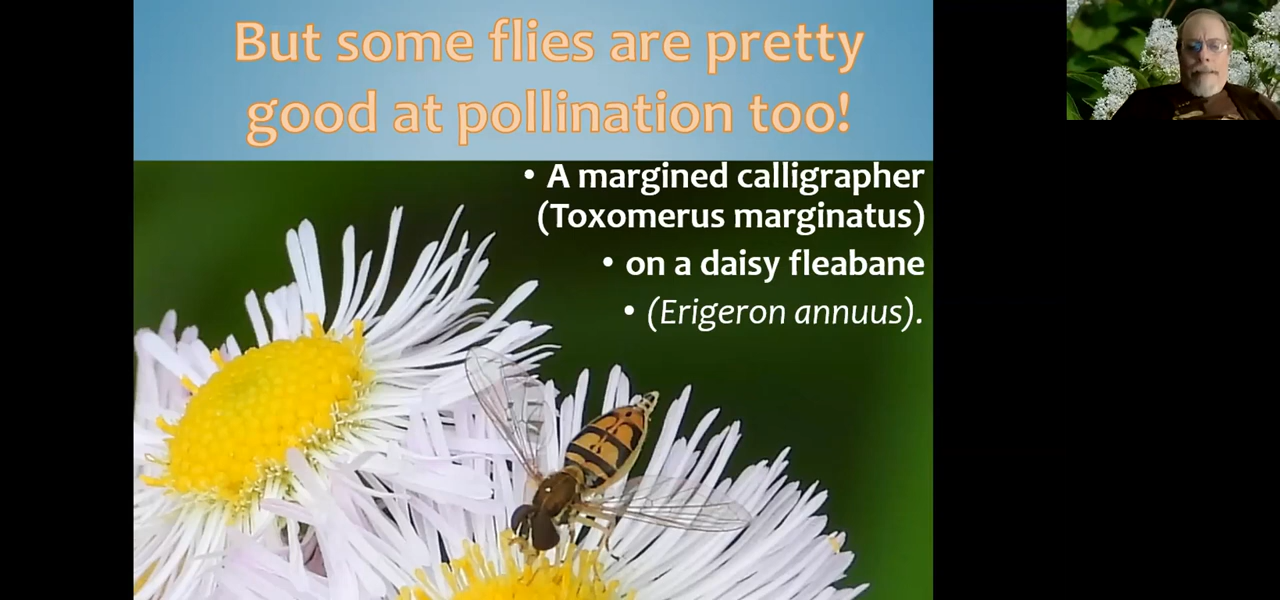 But some flies are pretty
good at pollination too!
• A margined calligrapher
(Toxomerus marginatus)
• on a daisy fleabane
• (Erigeron annuus).